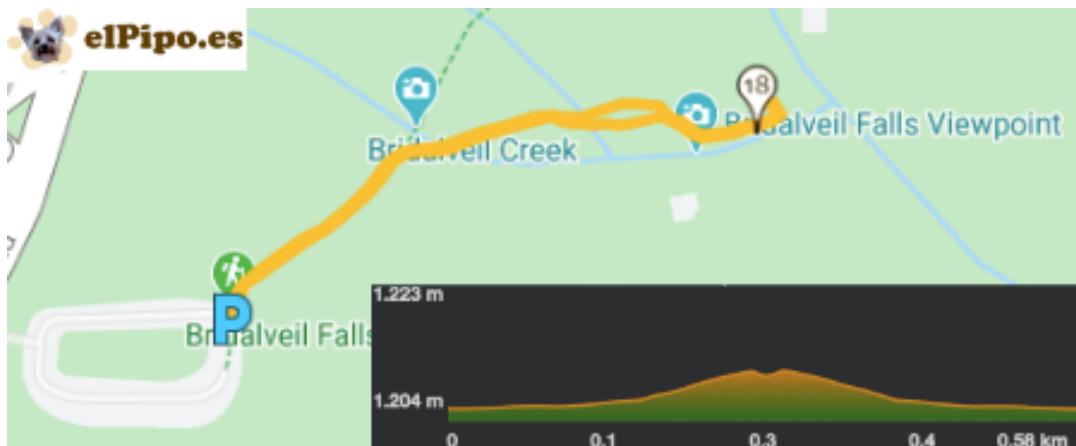 elPipo.es
18
Bridalveil Falls Viewpoint
Bridalveil Creek
P
Bridalveil Falls
1.223 m
1.204 m
0 0.1 0.3 0.4 0.58 km